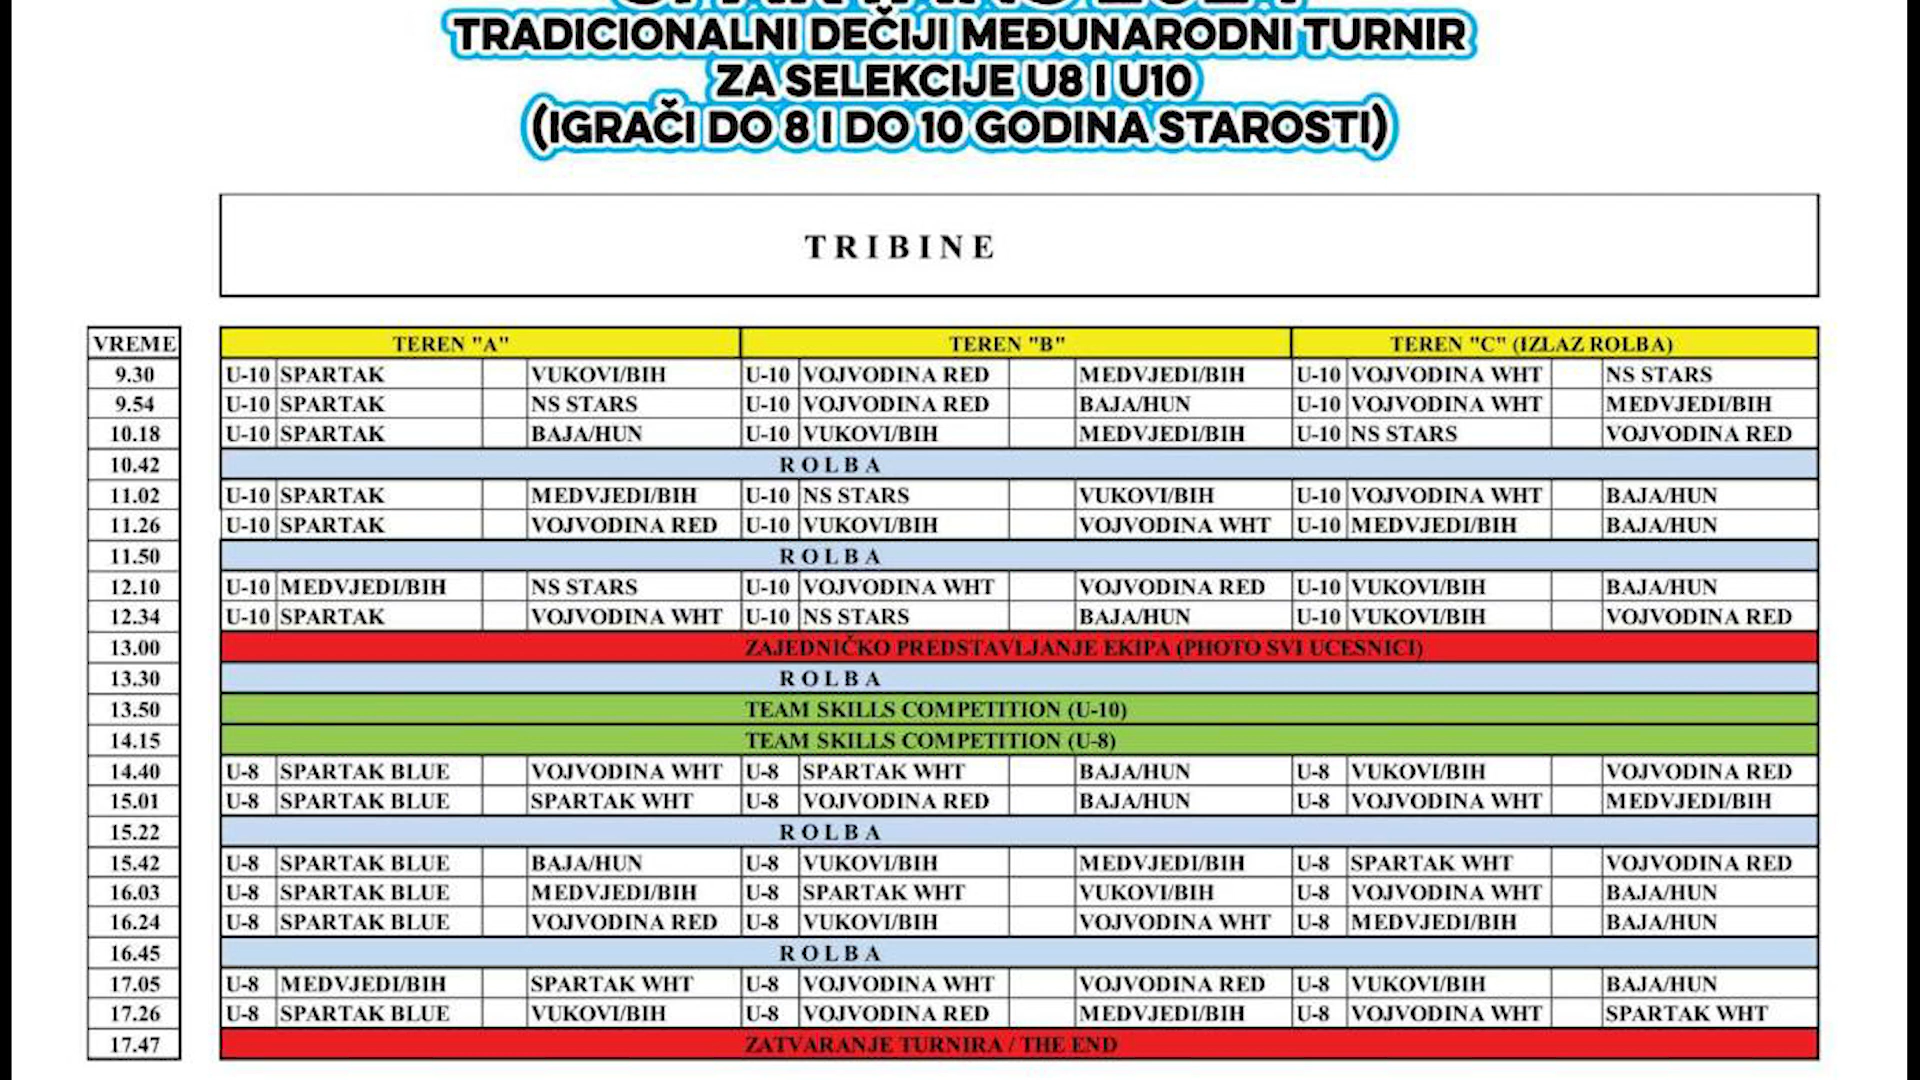 TRADICIONALNI DEČIJI MEĐUNARODNI TURNIR
ZA SELEKCIJE U8 I U10
(IGRAČI DO 8 I DO 10 GODINA STAROSTI)
TRIBINE
VREME TEREN "A" TEREN "B" TEREN "C" (IZLAZ ROLBA)
9.30 U-10 SPARTAK VUKOVI/BIH U-10 VOJVODINA RED MEDVJEDI/BIH U-10 VOJVODINA WHT NS STARS
9.54 U-10 SPARTAK NS STARS U-10 VOJVODINA RED BAJA/HUN U-10 VOJVODINA WHT MEDVJEDI/BIH
10.18 U-10 SPARTAK BAJA/HUN U-10 VUKOVI/BIH MEDVJEDI/BIH U-10 NS STARS VOJVODINA RED
10.42 ROLBA
11.02 U-10 SPARTAK MEDVJEDI/BIH U-10 NS STARS VUKOVI/BIH U-10 VOJVODINA WHT BAJA/HUN
11.26 U-10 SPARTAK VOJVODINA RED U-10 VUKOVI/BIH VOJVODINA WHT U-10 MEDVJEDI/BIH BAJA/HUN
11.50 ROLBA
12.10 U-10 MEDVJEDI/BIH NS STARS U-10 VOJVODINA WHT VOJVODINA RED U-10 VUKOVI/BIH BAJA/HUN
12.34 U-10 SPARTAK VOJVODINA WHT U-10 NS STARS BAJA/HUN U-10 VUKOVI/BIH VOJVODINA RED
13.00 ZAJEDNIČKO PREDSTAVLJANJE EKIPA (PHOTO SVI UCESNICI)
13.30 ROLBA
13.50 TEAM SKILLS COMPETITION (U-10)
14.15 TEAM SKILLS COMPETITION (U-8)
14.40 U-8 SPARTAK BLUE VOJVODINA WHT U-8 SPARTAK WHT BAJA/HUN U-8 VUKOVI/BIH VOJVODINA RED
15.01 U-8 SPARTAK BLUE SPARTAK WHT U-8 VOJVODINA RED BAJA/HUN U-8 VOJVODINA WHT MEDVJEDI/BIH
15.22 ROLBA
15.42 U-8 SPARTAK BLUE BAJA/HUN U-8 VUKOVI/BIH MEDVJEDI/BIH U-8 SPARTAK WHT VOJVODINA RED
16.03 U-8 SPARTAK BLUE MEDVJEDI/BIH U-8 SPARTAK WHT VUKOVI/BIH U-8 VOJVODINA WHT BAJA/HUN
16.24 U-8 SPARTAK BLUE VOJVODINA RED U-8 VUKOVI/BIH VOJVODINA WHT U-8 MEDVJEDI/BIH BAJA/HUN
16.45 ROLBA
17.05 U-8 MEDVJEDI/BIH SPARTAK WHT U-8 VOJVODINA WHT VOJVODINA RED U-8 VUKOVI/BIH BAJA/HUN
17.26 U-8 SPARTAK BLUE VUKOVI/BIH U-8 VOJVODINA RED MEDVJEDI/BIH U-8 VOJVODINA WHT SPARTAK WHT
17.47 ZATVARANJE TURNIRA / THE END